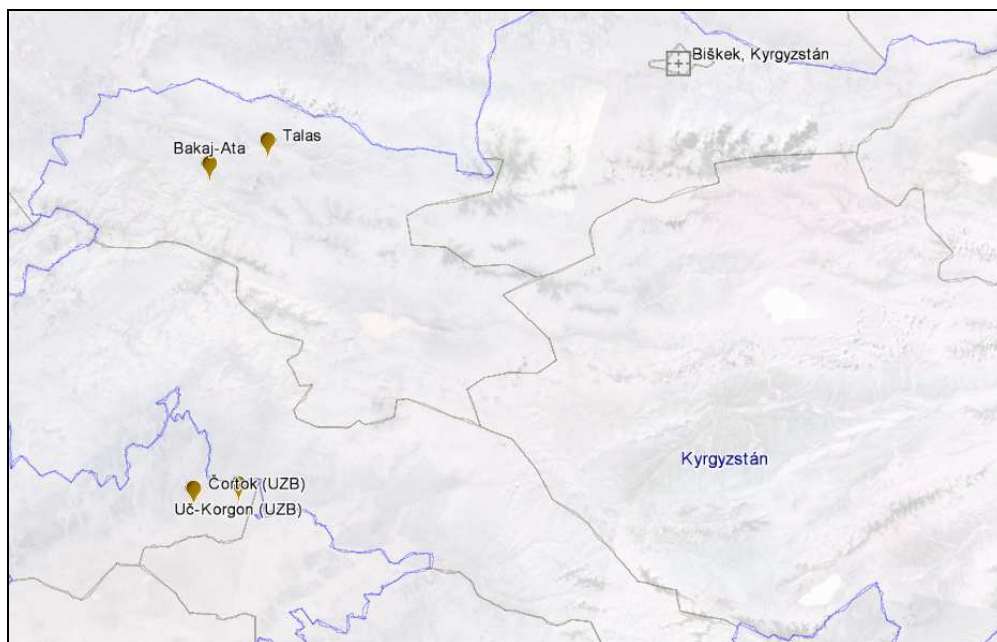 Biškek, Kyrgyzstán
Talas
Bakaj-Ata
Kyrgyzstán
Čortok (UZB)
Uč-Korgon (UZB)